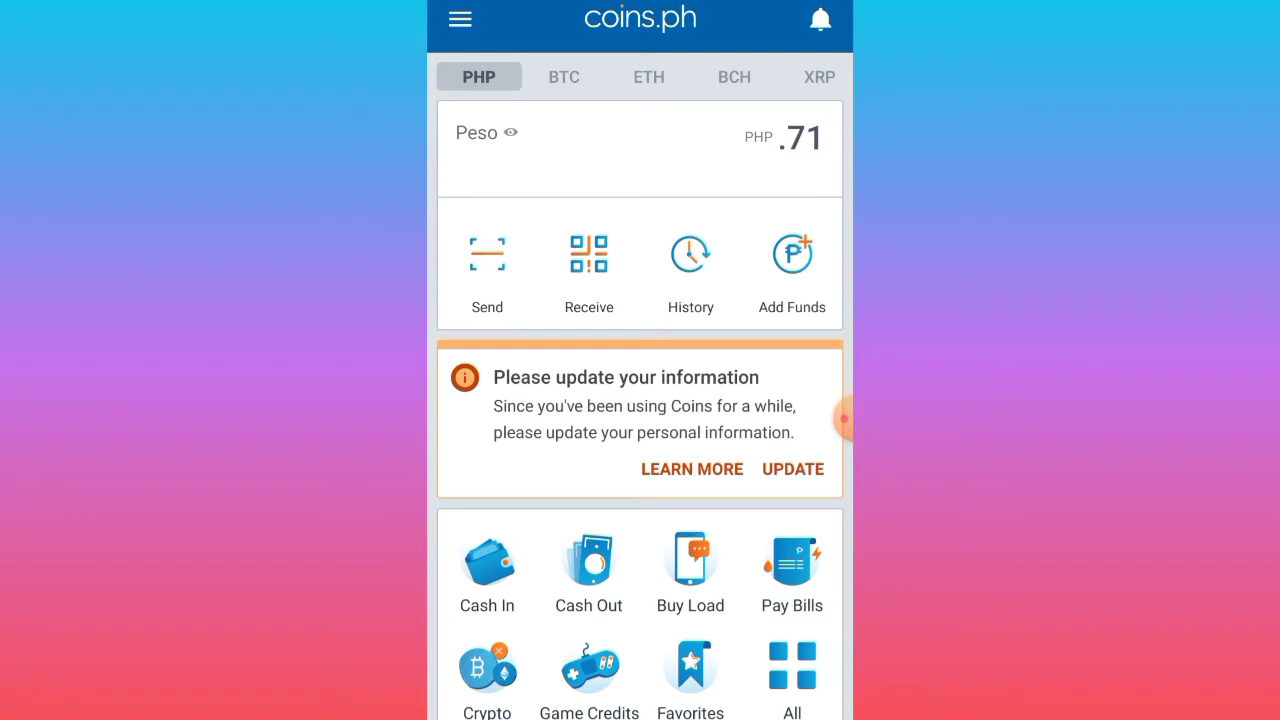 coins.ph
PHP BTC ETH BCH XRP
Peso PHP .71
Send Receive History Add Funds
Please update your information
Since you've been using Coins for a while,
please update your personal information.
LEARN MORE UPDATE
Cash In Cash Out Buy Load Pay Bills
Crypto Game Credits Favorites All